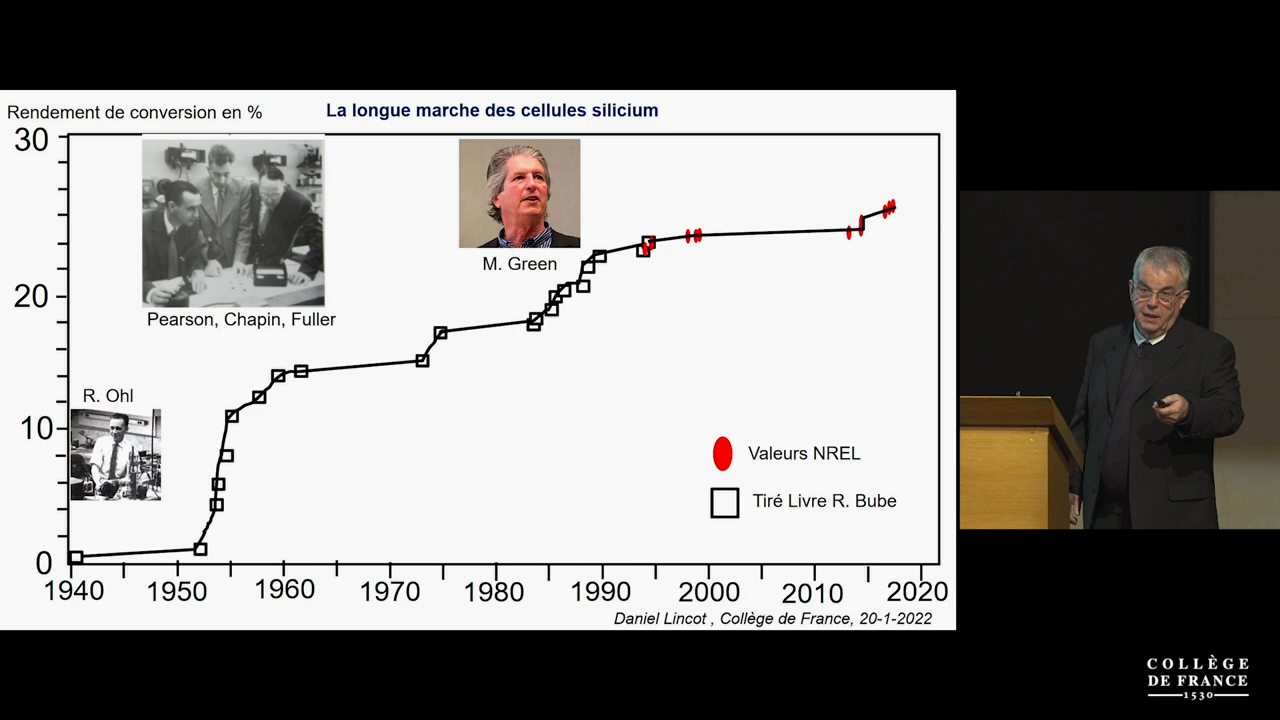 Rendement de conversion en %
La longue marche des cellules silicium
30
20
10
0
Pearson, Chapin, Fuller
M. Green
R. Ohl
Valeurs NREL
Tiré Livre R. Bube
1940 1950 1960 1970 1980 1990 2000 2010 2020
Daniel Lincot , Collège de France, 20-1-2022
COLLÈGE
DE FRANCE
1530